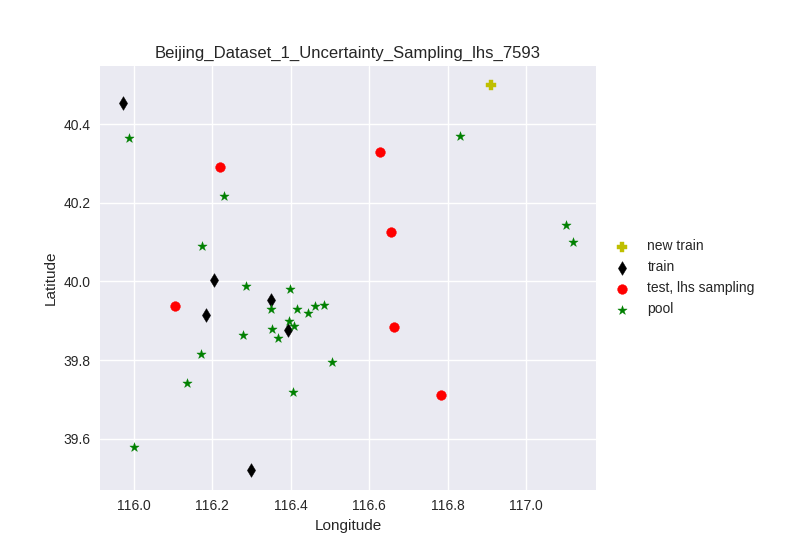 Beijing_Dataset_1_Uncertainty_Sampling_lhs_7593
40.4
40.2
40.0
39.8
39.6
Latitude
116.0 116.2 116.4 116.6 116.8 117.0
Longitude
new train
train
test, lhs sampling
pool